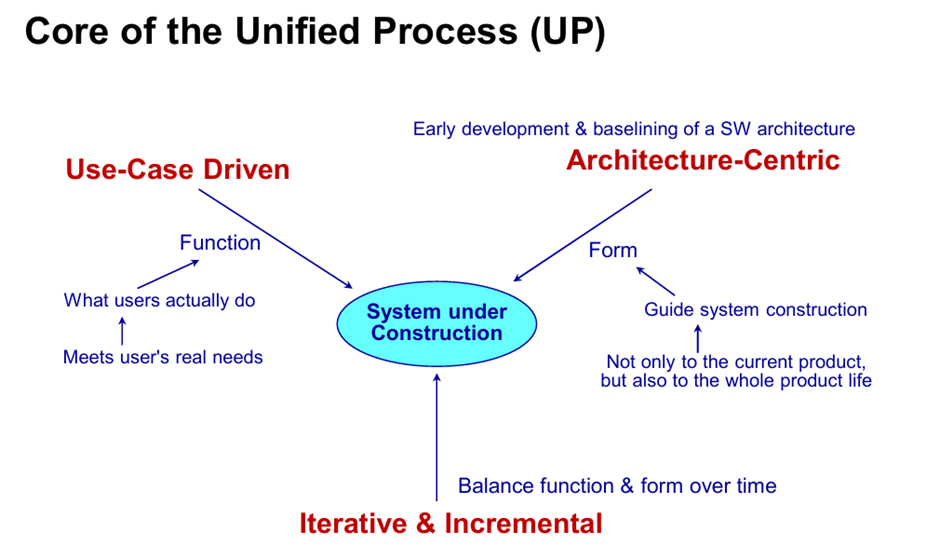 Core of the Unified Process (UP)
Early development & baselining of a SW architecture
Use-Case Driven
Architecture-Centric
Function
Form
What users actually do
System under
Construction
Guide system construction
Meets user's real needs
Not only to the current product,
but also to the whole product life
Balance function & form over time
Iterative & Incremental